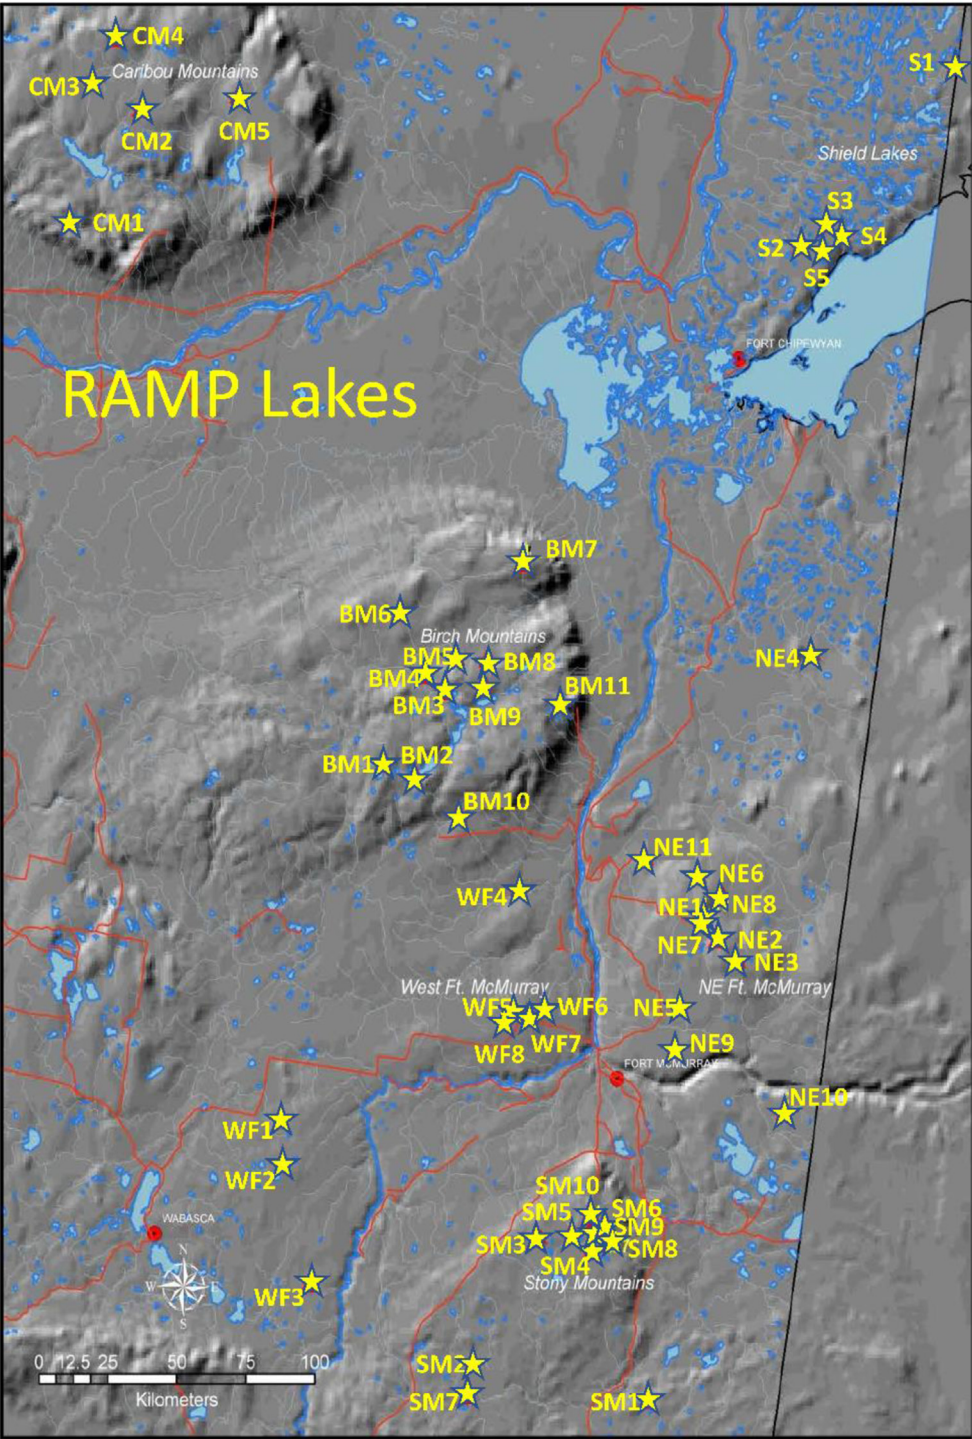 CM4
S1
Caribou Mountains
CM3
CM2
CM5
Shield Lakes
CM1
S3
S2
S4
S5
FORT CHIPEWYAN
RAMP Lakes
BM7
BM6
Birch Mountains
BM5
BM8
NE4
BM4
BM3
BM11
BM9
BM1
BM2
BM10
NE11
NE6
WF4
NE1
NE8
NE7
NE2
NE3
West Ft. McMurray
NE Ft. McMurray
WF5
WF6
NE5
WF7
WF8
NE9
FORT MCMURRAY
NE10
WF1
WF2
SM10
SM5
SM6
WABASCA
SM9
SM3
SM8
SM4
N
W
E
S
Stony Mountains
WF3
SM2
0 12.5 25 50 75 100
Kilometers
SM7
SM1